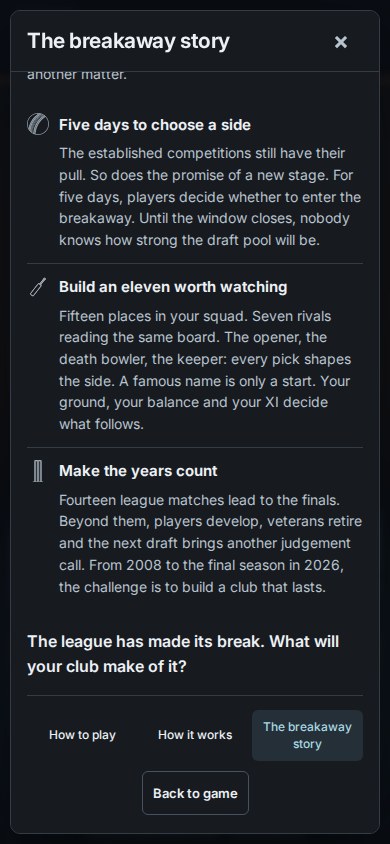 The breakaway story
another matter.
Five days to choose a side
The established competitions still have their
pull. So does the promise of a new stage. For
five days, players decide whether to enter the
breakaway. Until the window closes, nobody
knows how strong the draft pool will be.
Build an eleven worth watching
Fifteen places in your squad. Seven rivals
reading the same board. The opener, the
death bowler, the keeper: every pick shapes
the side. A famous name is only a start. Your
ground, your balance and your XI decide
what follows.
Make the years count
Fourteen league matches lead to the finals.
Beyond them, players develop, veterans retire
and the next draft brings another judgement
call. From 2008 to the final season in 2026,
the challenge is to build a club that lasts.
The league has made its break. What will
your club make of it?
How to play
How it works
The breakaway
story
Back to game